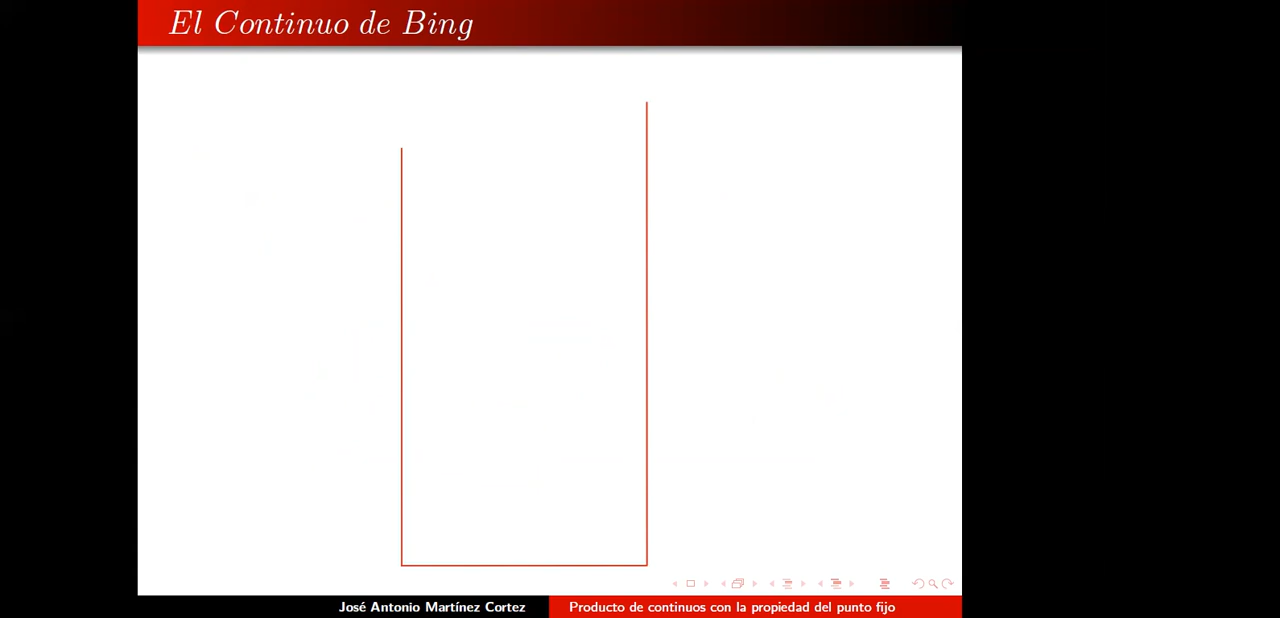 El Continuo de Bing
José Antonio Martínez Cortez
Producto de continuos con la propiedad del punto fijo